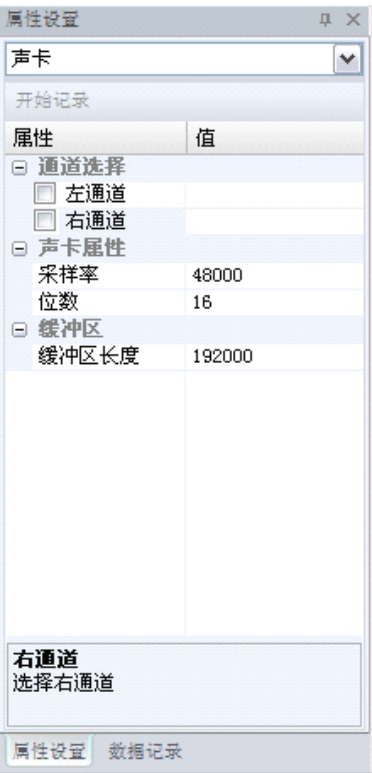 属性设置
声卡
开始记录
属性 值
通道选择
左通道
右通道
声卡属性
采样率 48000
位数 16
缓冲区
缓冲区长度 192000
右通道
选择右通道
属性设置 数据记录